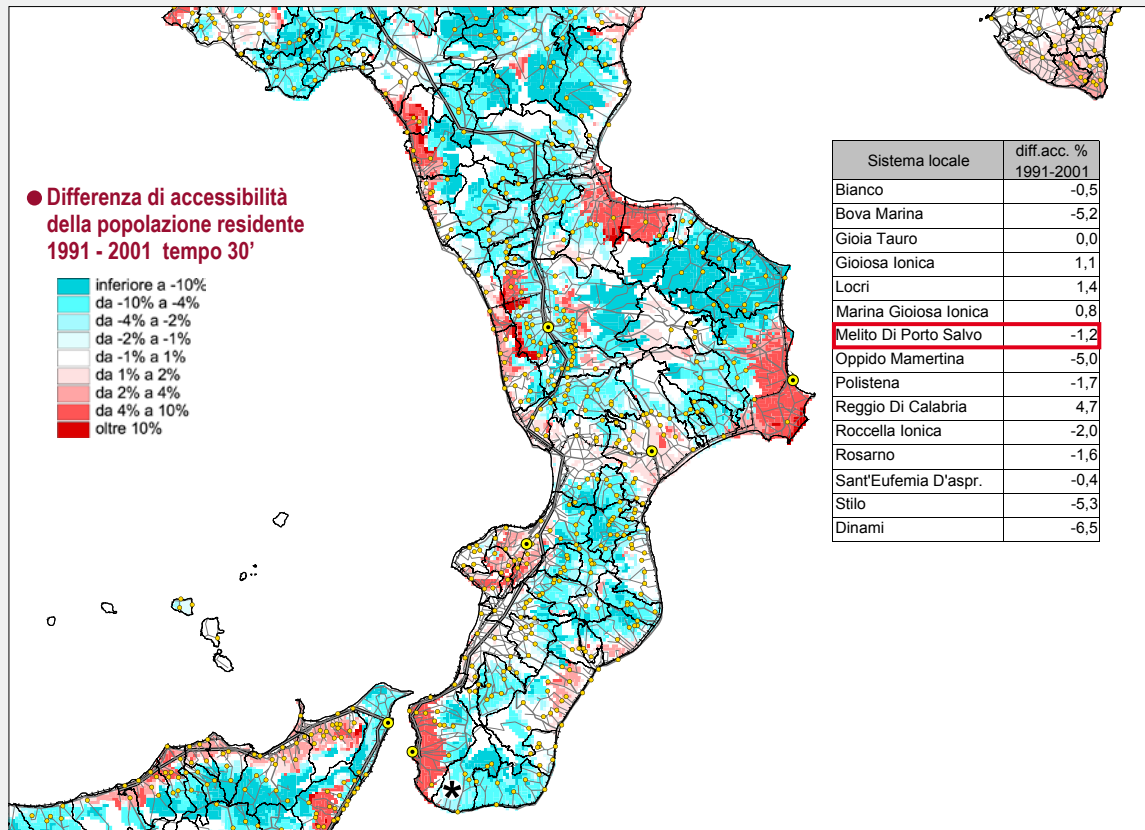 Differenza di accessibilità
della popolazione residente
1991 - 2001 tempo 30’
inferiore a -10%
da -10% a -4%
da -4% a -2%
da -2% a -1%
da -1% a 1%
da 1% a 2%
da 2% a 4%
da 4% a 10%
oltre 10%
Sistema locale diff.acc. % 1991-2001
Bianco -0,5
Bova Marina -5,2
Gioia Tauro 0,0
Gioiosa Ionica 1,1
Locri 1,4
Marina Gioiosa Ionica 0,8
Melito Di Porto Salvo -1,2
Oppido Mamertina -5,0
Polistena -1,7
Reggio Di Calabria 4,7
Roccella Ionica -2,0
Rosarno -1,6
Sant'Eufemia D'aspr. -0,4
Stilo -5,3
Dinami -6,5
*